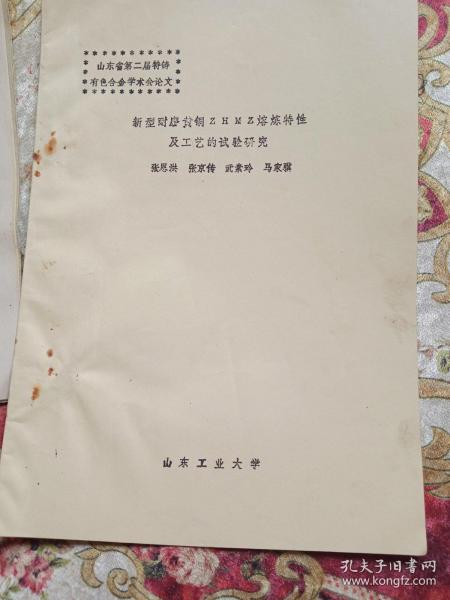 山东省第二届特铸
有色合金学术会论文
新型耐磨黄铜ZHMZ熔炼特性
及工艺的试验研究
张恩洪 张京传 武素玲 马家骥
山东工业大学
孔夫子旧书网
www.kongfz.com